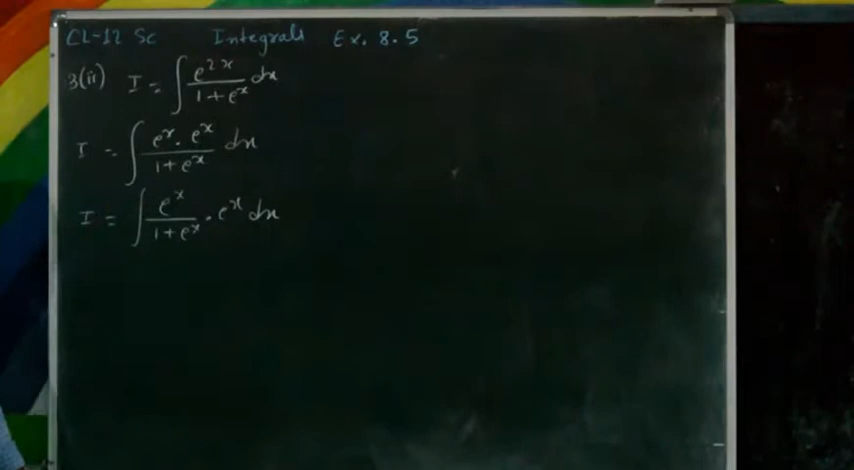 CL-12 Sc Integrals Ex. 8.5
3(ii) I = ∫ e^{2x}/(1+e^x) dx
I = ∫ e^x . e^x/(1+e^x) dx
I = ∫ e^x/(1+e^x) . e^x dx